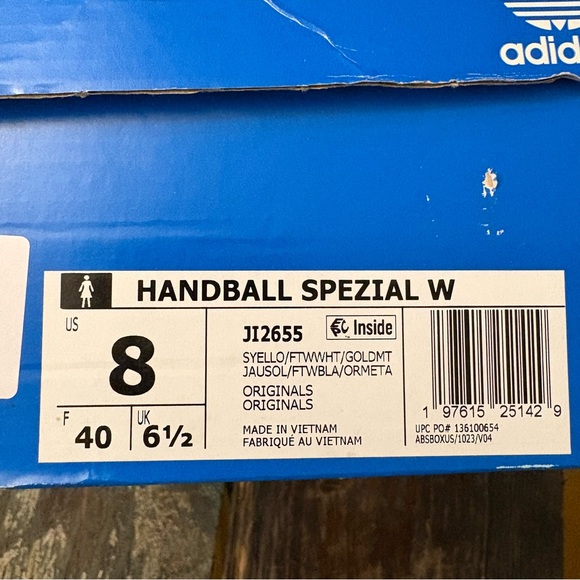 adid
HANDBALL SPEZIAL W
US
8
F
40
UK
6½
JI2655
Inside
SYELLO/FTWWHT/GOLDMT
JAUSOL/FTWBLA/ORMETA
ORIGINALS
ORIGINALS
MADE IN VIETNAM
FABRIQUÉ AU VIETNAM
1 97615 25142 9
UPC PO# 136100654
ABSBOXUS/1023/V04